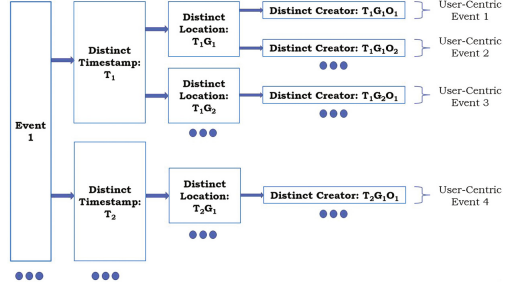 Event
1
Distinct
Timestamp:
T₁
Distinct
Location:
T₁G₁
Distinct Creator: T₁G₁O₁
User-Centric
Event 1
Distinct Creator: T₁G₁O₂
User-Centric
Event 2
Distinct
Location:
T₁G₂
Distinct Creator: T₁G₂O₁
User-Centric
Event 3
Distinct
Timestamp:
T₂
Distinct
Location:
T₂G₁
Distinct Creator: T₂G₁O₁
User-Centric
Event 4